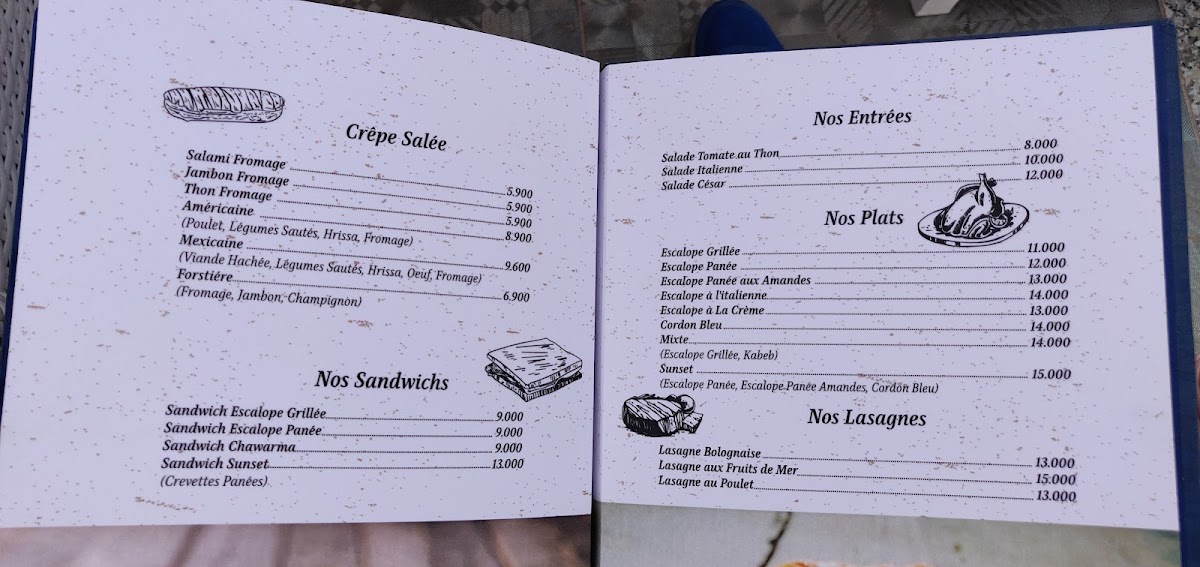 Crêpe Salée
Salami Fromage 5.900
Jambon Fromage 5.900
Thon Fromage 5.900
Américaine 8.900
(Poulet, Légumes Sautés, Hrissa, Fromage)
Mexicaine 9.600
(Viande Hachée, Légumes Sautés, Hrissa, Oeuf, Fromage)
Forstiére 6.900
(Fromage, Jambon, Champignon)
Nos Sandwichs
Sandwich Escalope Grillée 9.000
Sandwich Escalope Panée 9.000
Sandwich Chawarma 9.000
Sandwich Sunset 13.000
(Crevettes Panées)
Nos Entrées
Salade Tomate au Thon 8.000
Salade Italienne 10.000
Salade César 12.000
Nos Plats
Escalope Grillée 11.000
Escalope Panée 12.000
Escalope Panée aux Amandes 13.000
Escalope à l'italienne 14.000
Escalope à La Crème 13.000
Cordon Bleu 14.000
Mixte 14.000
(Escalope Grillée, Kabeb)
Sunset 15.000
(Escalope Panée, Escalope Panée Amandes, Cordon Bleu)
Nos Lasagnes
Lasagne Bolognaise 13.000
Lasagne aux Fruits de Mer 15.000
Lasagne au Poulet 13.000